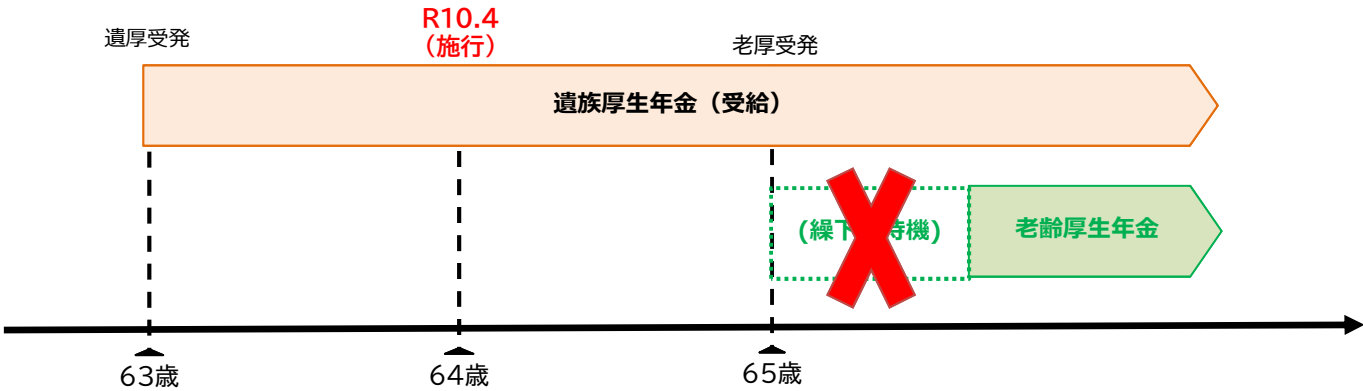 遺厚受発
R10.4
（施行）
老厚受発
遺族厚生年金（受給）
(繰下 待機)
老齢厚生年金
63歳
64歳
65歳